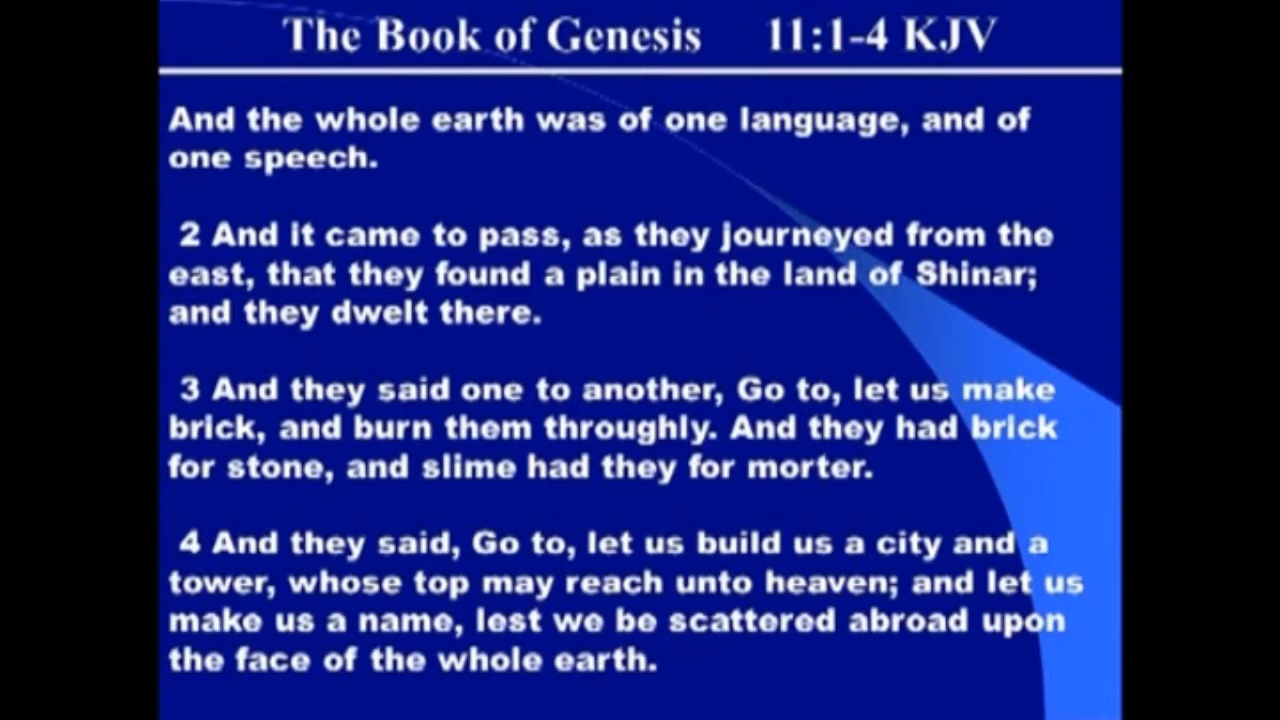 The Book of Genesis 11:1-4 KJV
And the whole earth was of one language, and of
one speech.
2 And it came to pass, as they journeyed from the
east, that they found a plain in the land of Shinar;
and they dwelt there.
3 And they said one to another, Go to, let us make
brick, and burn them throughly. And they had brick
for stone, and slime had they for morter.
4 And they said, Go to, let us build us a city and a
tower, whose top may reach unto heaven; and let us
make us a name, lest we be scattered abroad upon
the face of the whole earth.